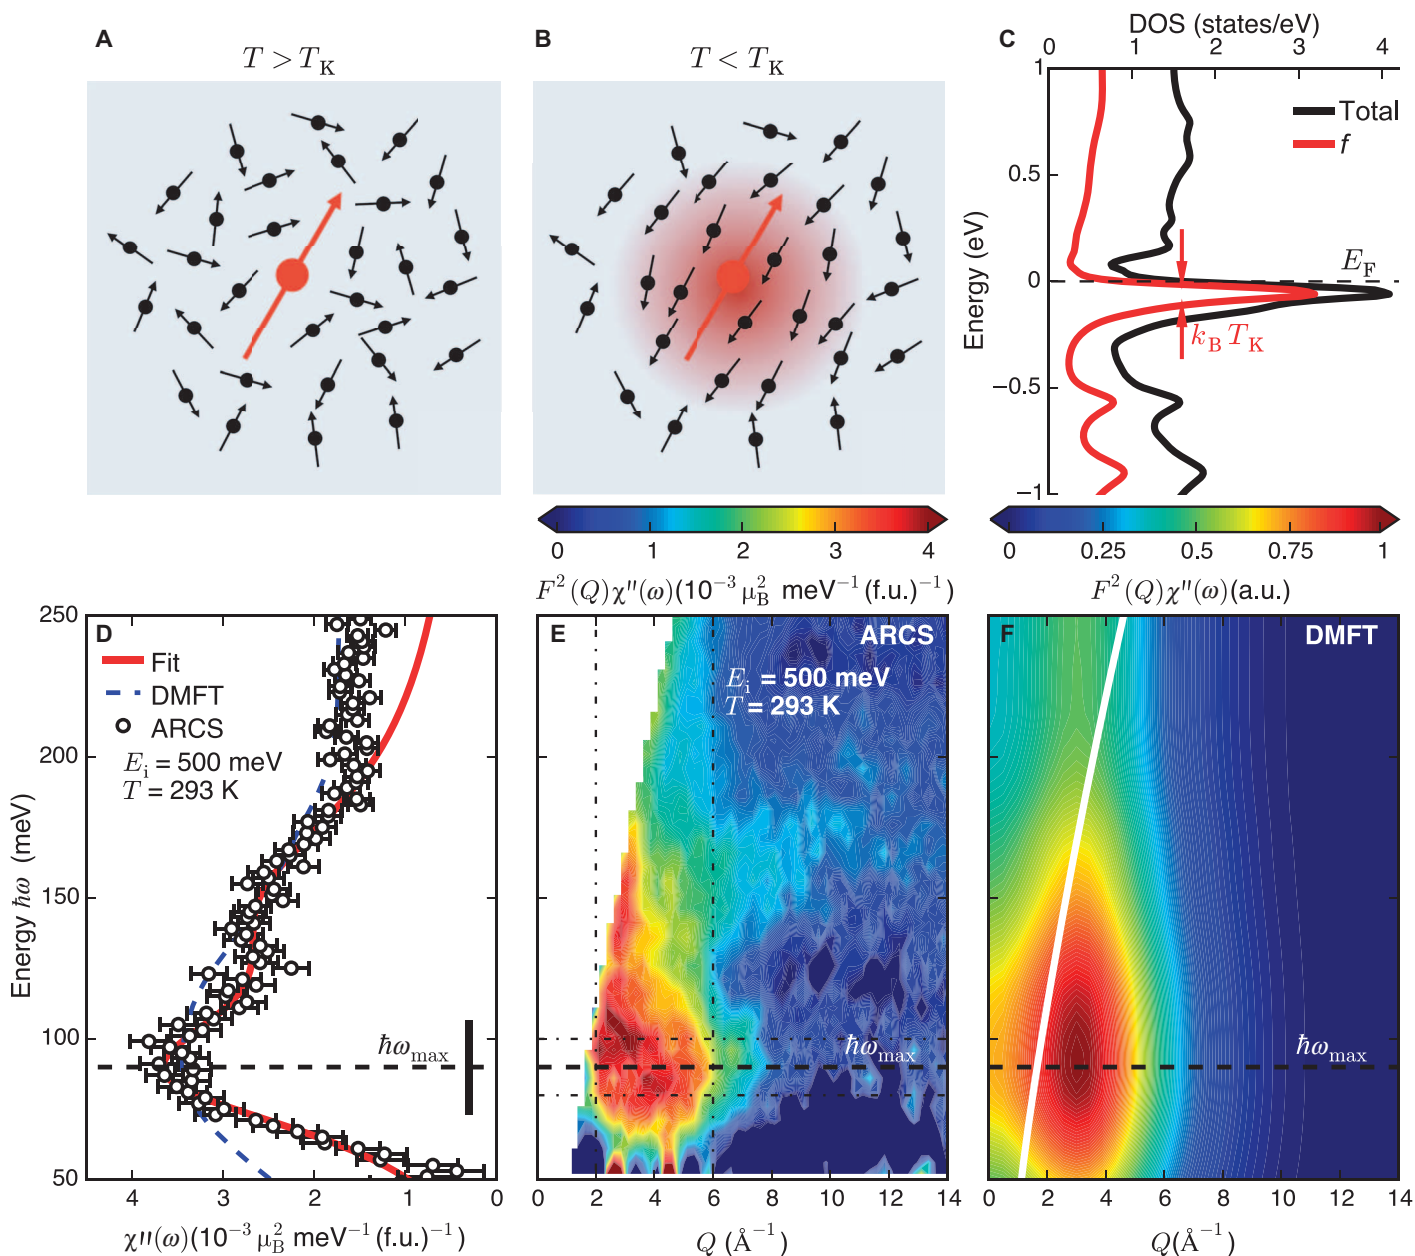 A
T > T_K
B
T < T_K
C
DOS (states/eV)
0 1 2 3 4
1
0.5
0
−0.5
−1
Energy (eV)
Total
f
E_F
k_B T_K
0 1 2 3 4
F²(Q)χ″(ω)(10⁻³ μ_B² meV⁻¹ (f.u.)⁻¹)
0 0.25 0.5 0.75 1
F²(Q)χ″(ω)(a.u.)
D
Fit
DMFT
ARCS
E_i = 500 meV
T = 293 K
ħω_max
250
200
150
100
50
Energy ħω (meV)
4 3 2 1 0
χ″(ω)(10⁻³ μ_B² meV⁻¹ (f.u.)⁻¹)
E
ARCS
E_i = 500 meV
T = 293 K
ħω_max
0 2 4 6 8 10 12 14
Q (Å⁻¹)
F
DMFT
ħω_max
0 2 4 6 8 10 12 14
Q(Å⁻¹)